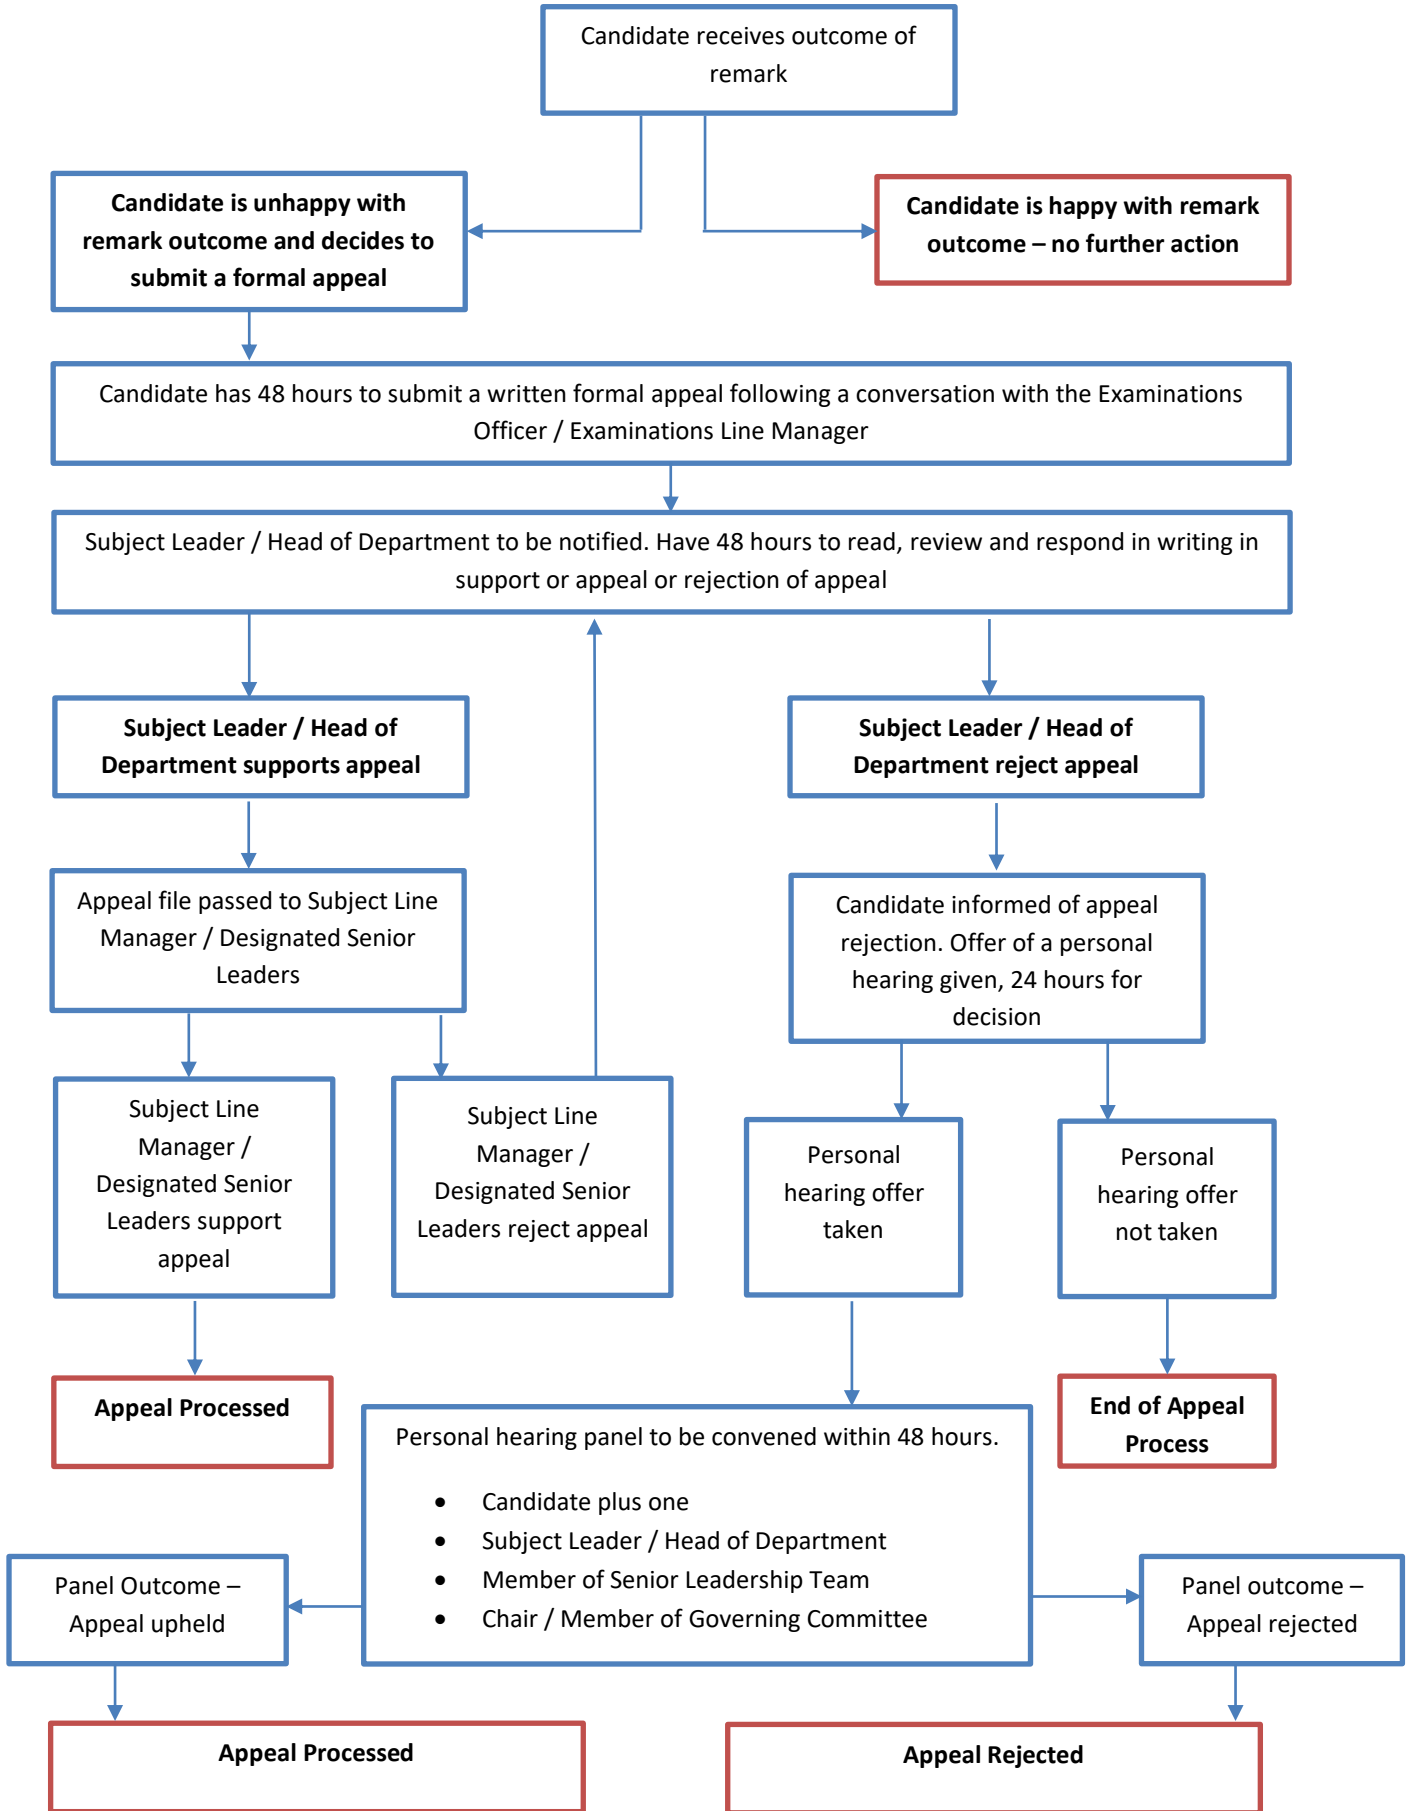 Candidate receives outcome of
remark
Candidate is unhappy with
remark outcome and decides to
submit a formal appeal
Candidate is happy with remark
outcome – no further action
Candidate has 48 hours to submit a written formal appeal following a conversation with the Examinations
Officer / Examinations Line Manager
Subject Leader / Head of Department to be notified. Have 48 hours to read, review and respond in writing in
support or appeal or rejection of appeal
Subject Leader / Head of
Department supports appeal
Subject Leader / Head of
Department reject appeal
Appeal file passed to Subject Line
Manager / Designated Senior
Leaders
Candidate informed of appeal
rejection. Offer of a personal
hearing given, 24 hours for
decision
Subject Line
Manager /
Designated Senior
Leaders support
appeal
Subject Line
Manager /
Designated Senior
Leaders reject appeal
Personal
hearing offer
taken
Personal
hearing offer
not taken
Appeal Processed
End of Appeal
Process
Personal hearing panel to be convened within 48 hours.
• Candidate plus one
• Subject Leader / Head of Department
• Member of Senior Leadership Team
• Chair / Member of Governing Committee
Panel Outcome –
Appeal upheld
Panel outcome –
Appeal rejected
Appeal Processed
Appeal Rejected